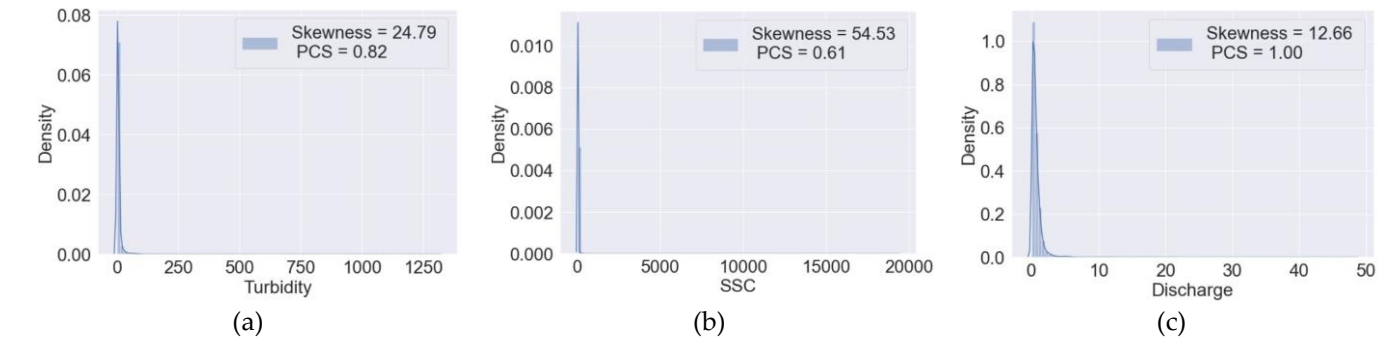 Skewness = 24.79
PCS = 0.82
0.08
0.06
0.04
0.02
0.00
Density
0 250 500 750 1000 1250
Turbidity
(a)
Skewness = 54.53
PCS = 0.61
0.010
0.008
0.006
0.004
0.002
0.000
Density
0 5000 10000 15000 20000
SSC
(b)
Skewness = 12.66
PCS = 1.00
1.0
0.8
0.6
0.4
0.2
0.0
Density
0 10 20 30 40 50
Discharge
(c)